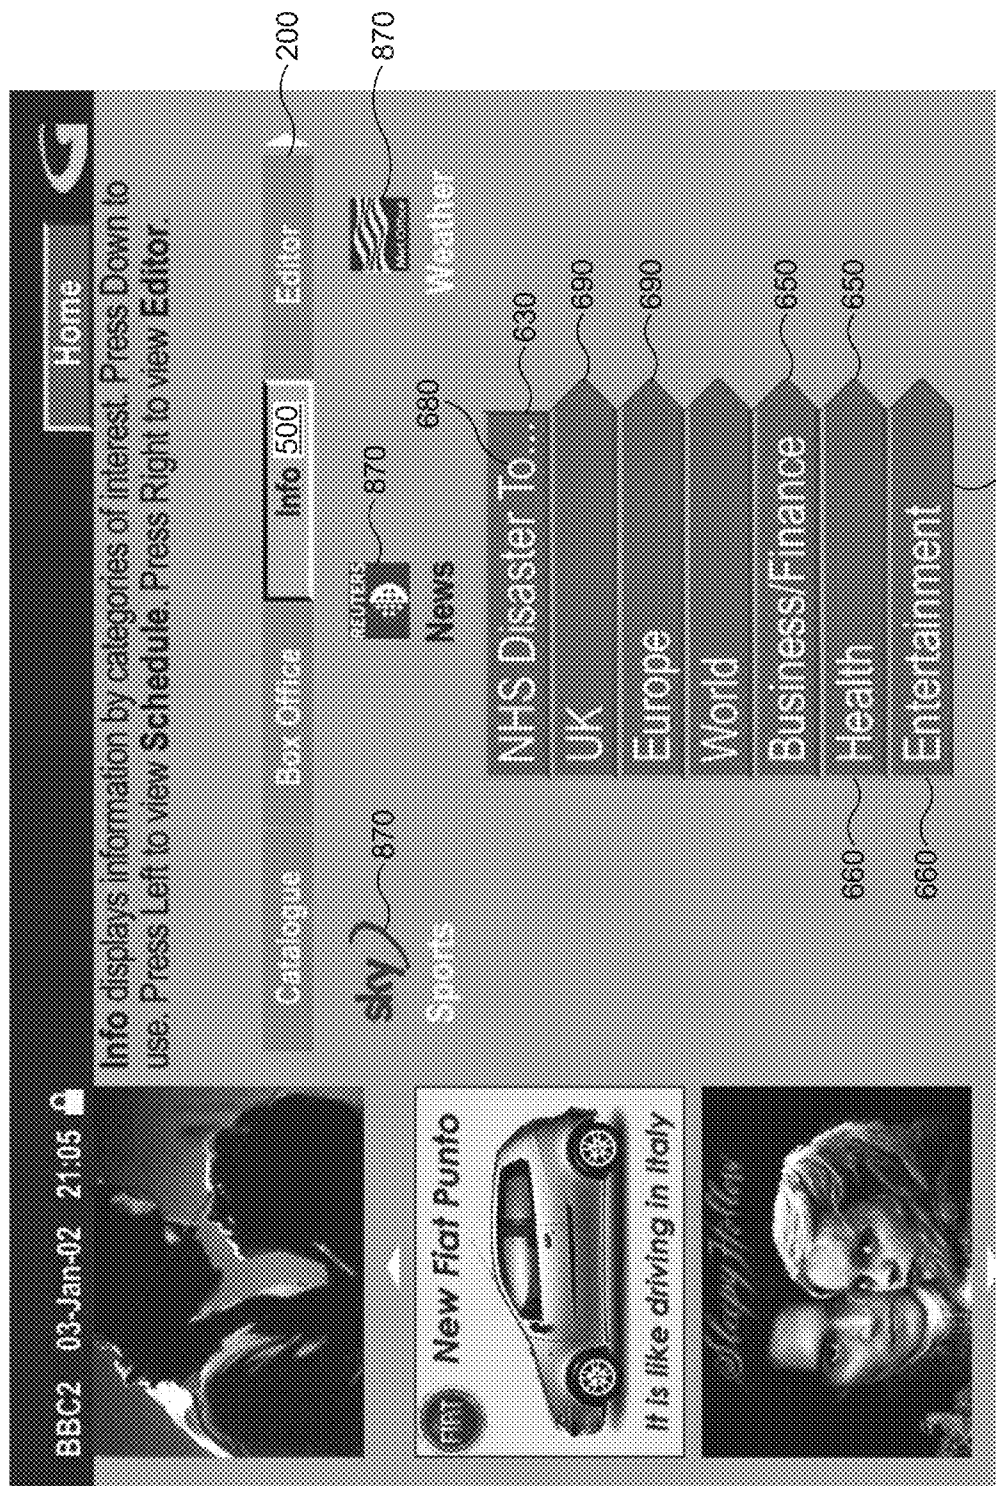 BBC2 03-Jan-02 21:05
Home
Info displays information by categories of interest. Press Down to
use. Press Left to view Schedule. Press Right to view Editor.
Catalogue Box Office Info 500 Editor
200
sky
870
REUTERS
870
870
Sports News Weather
680
NHS Disaster To...
630
UK
690
Europe
690
World
Business/Finance
650
Health
650
660
Entertainment
660
FIAT New Fiat Punto
It is like driving in Italy